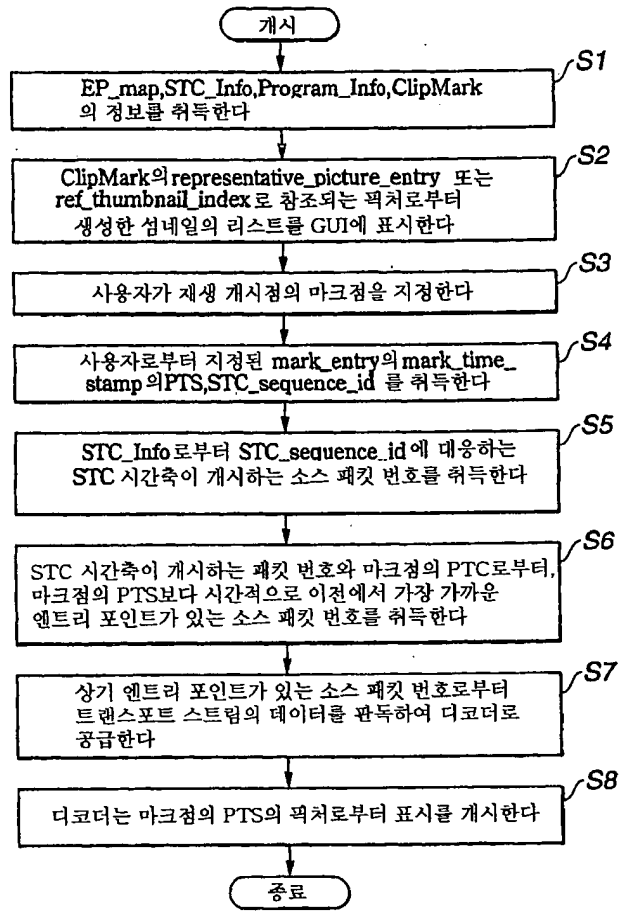 개시
S1
EP_map,STC_Info,Program_Info,ClipMark
의 정보를 취득한다
S2
ClipMark의 representative_picture_entry 또는
ref_thumbnail_index로 참조되는 픽처로부터
생성한 섬네일의 리스트를 GUI에 표시한다
S3
사용자가 재생 개시점의 마크점을 지정한다
S4
사용자로부터 지정된 mark_entry의 mark_time_
stamp의 PTS,STC_sequence_id 를 취득한다
S5
STC_Info로부터 STC_sequence_id에 대응하는
STC 시간축이 개시하는 소스 패킷 번호를 취득한다
S6
STC 시간축이 개시하는 패킷 번호와 마크점의 PTC로부터,
마크점의 PTS보다 시간적으로 이전에서 가장 가까운
엔트리 포인트가 있는 소스 패킷 번호를 취득한다
S7
상기 엔트리 포인트가 있는 소스 패킷 번호로부터
트랜스포트 스트림의 데이터를 판독하여 디코더로
공급한다
S8
디코더는 마크점의 PTS의 픽처로부터 표시를 개시한다
종료